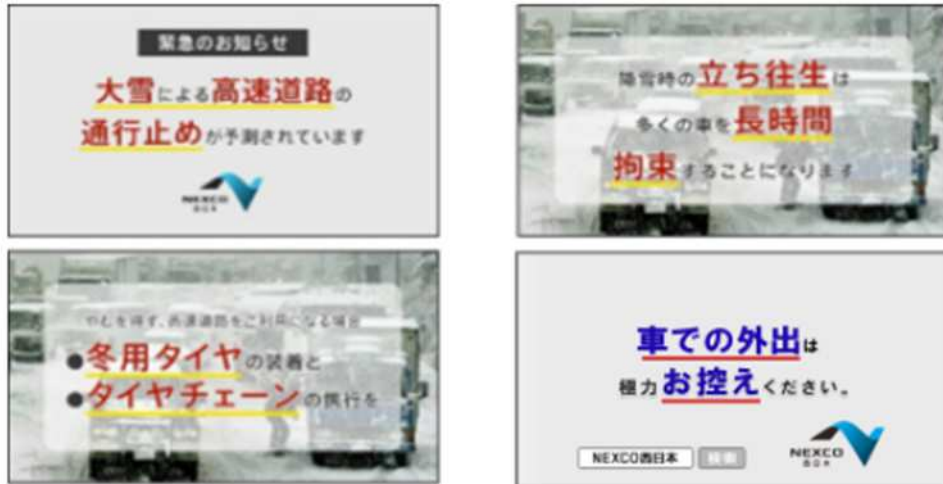 緊急のお知らせ
大雪による高速道路の
通行止めが予測されています
NEXCO
西日本
降雪時の立ち往生は
多くの車を長時間
拘束することになります
やむを得ず、高速道路をご利用になる場合
●冬用タイヤの装着と
●タイヤチェーンの携行を
車での外出は
極力お控えください。
NEXCO西日本 検索
NEXCO
西日本